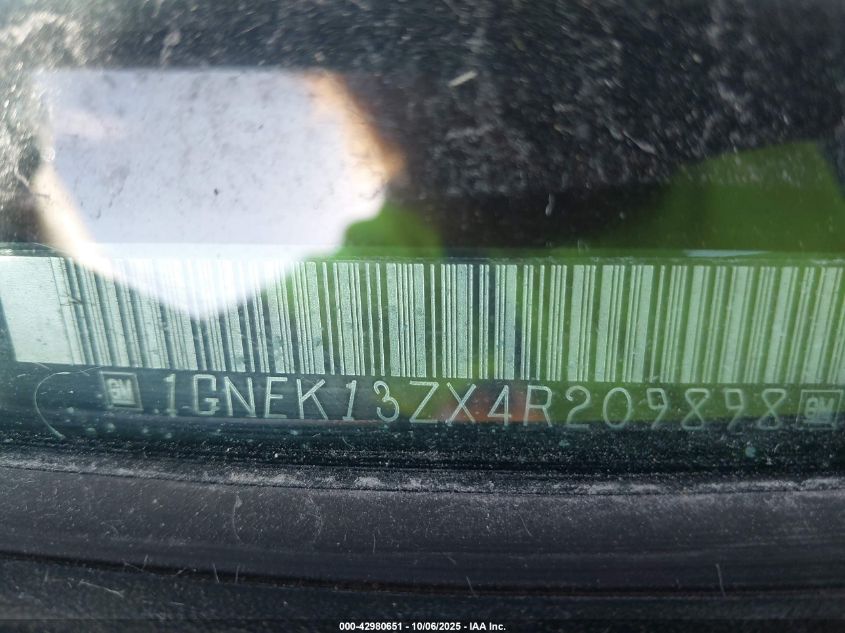 GM 1GNEK13ZX4R209898 GM
000-42980651 - 10/06/2025 - IAA Inc.